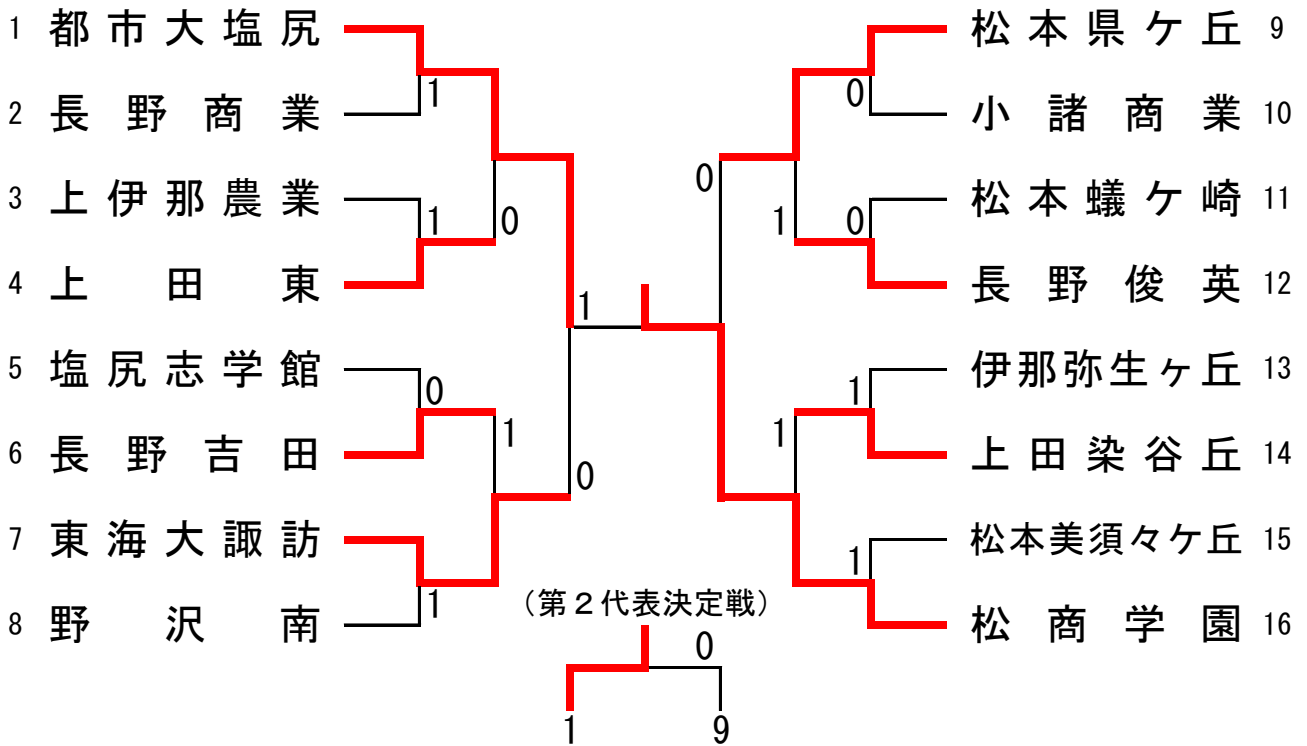 1 都市大塩尻
2 長野商業
3 上伊那農業
4 上田東
5 塩尻志学館
6 長野吉田
7 東海大諏訪
8 野沢南
1
1
0
0
1
1
1
0
松本県ケ丘 9
小諸商業 10
松本蟻ケ崎 11
長野俊英 12
伊那弥生ヶ丘 13
上田染谷丘 14
松本美須々ケ丘 15
松商学園 16
0
0
1
0
1
1
1
(第2代表決定戦)
0
1 9